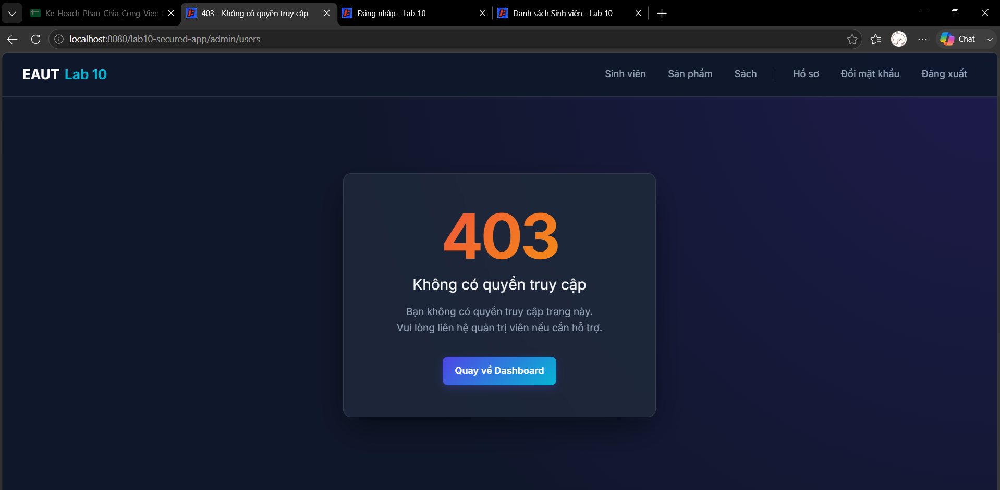 Ke_Hoach_Phan_Chia_Cong_Viec_
403 - Không có quyền truy cập
Đăng nhập - Lab 10
Danh sách Sinh viên - Lab 10
localhost:8080/lab10-secured-app/admin/users
Chat
EAUT Lab 10
Sinh viên
Sản phẩm
Sách
Hồ sơ
Đổi mật khẩu
Đăng xuất
403
Không có quyền truy cập
Bạn không có quyền truy cập trang này.
Vui lòng liên hệ quản trị viên nếu cần hỗ trợ.
Quay về Dashboard